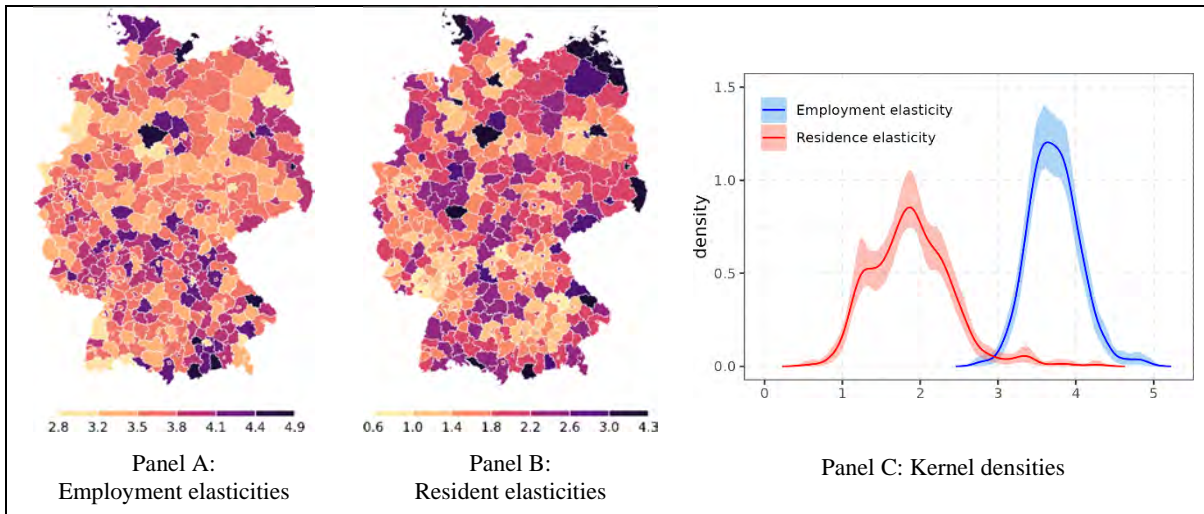 2.8 3.2 3.5 3.8 4.1 4.4 4.9
Panel A:
Employment elasticities
0.6 1.0 1.4 1.8 2.2 2.6 3.0 4.3
Panel B:
Resident elasticities
1.5
1.0
0.5
0.0
density
Employment elasticity
Residence elasticity
0 1 2 3 4 5
Panel C: Kernel densities